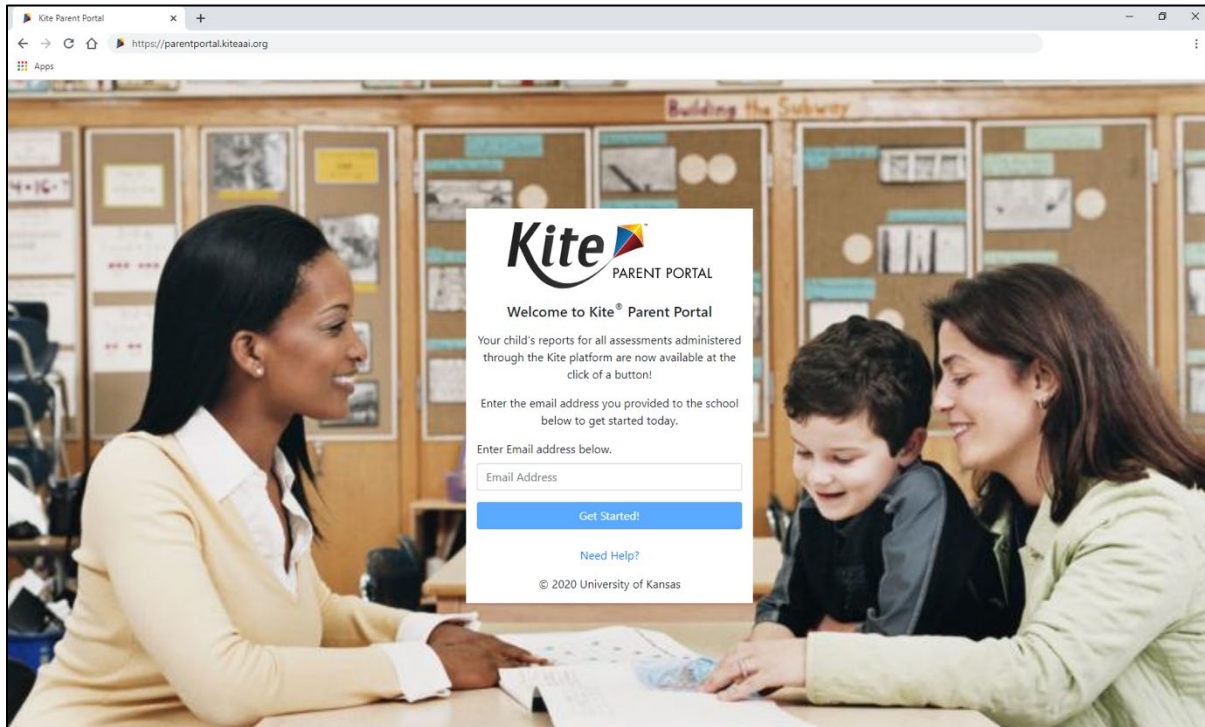 Kite Parent Portal
https://parentportal.kiteaai.org
Apps
Building the Subway
4•16•?
Kite™
PARENT PORTAL
Welcome to Kite® Parent Portal
Your child's reports for all assessments administered
through the Kite platform are now available at the
click of a button!
Enter the email address you provided to the school
below to get started today.
Enter Email address below.
Email Address
Get Started!
Need Help?
© 2020 University of Kansas